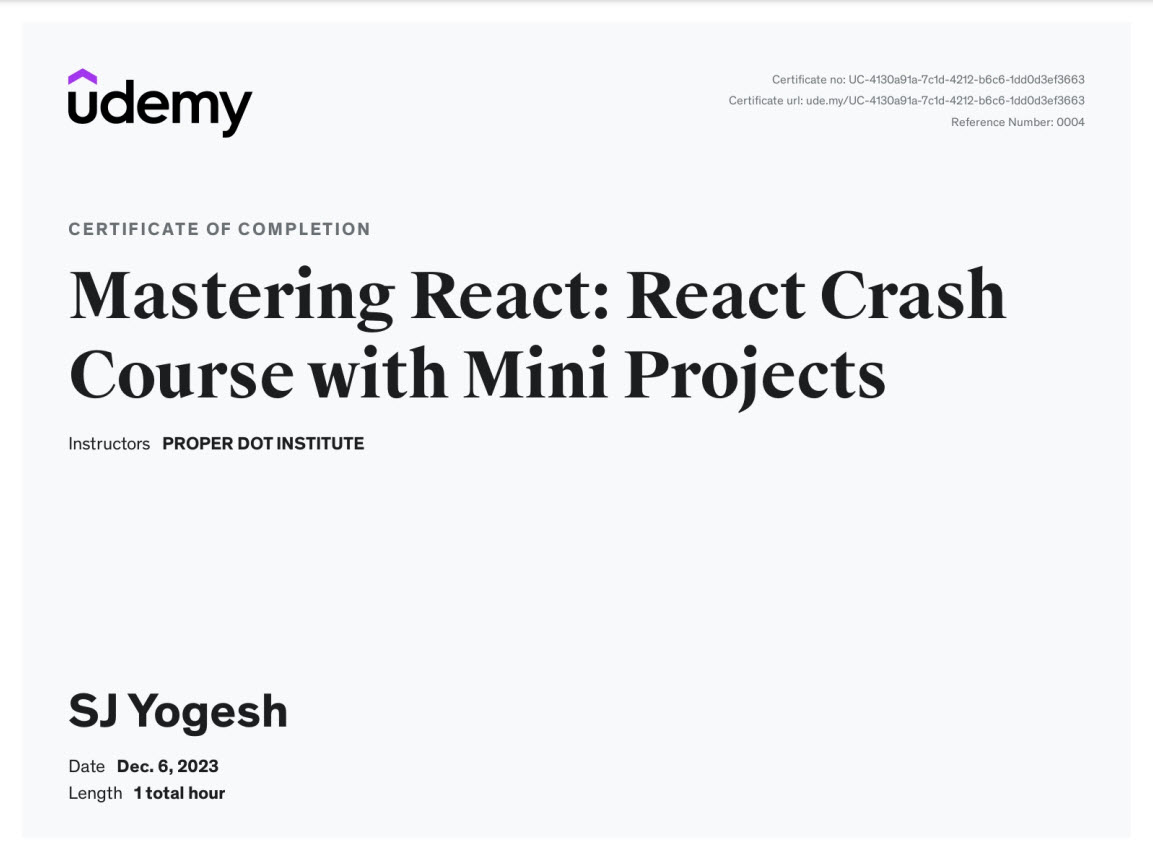 udemy
Certificate no: UC-4130a91a-7c1d-4212-b6c6-1dd0d3ef3663
Certificate url: ude.my/UC-4130a91a-7c1d-4212-b6c6-1dd0d3ef3663
Reference Number: 0004
CERTIFICATE OF COMPLETION
Mastering React: React Crash
Course with Mini Projects
Instructors PROPER DOT INSTITUTE
SJ Yogesh
Date Dec. 6, 2023
Length 1 total hour